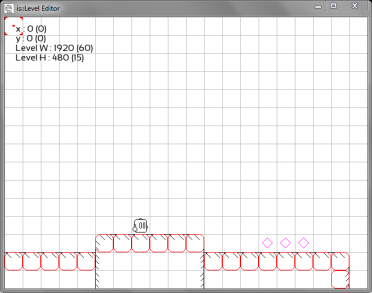 is::Level Editor
x : 0 (0)
y : 0 (0)
Level W : 1920 (60)
Level H : 480 (15)